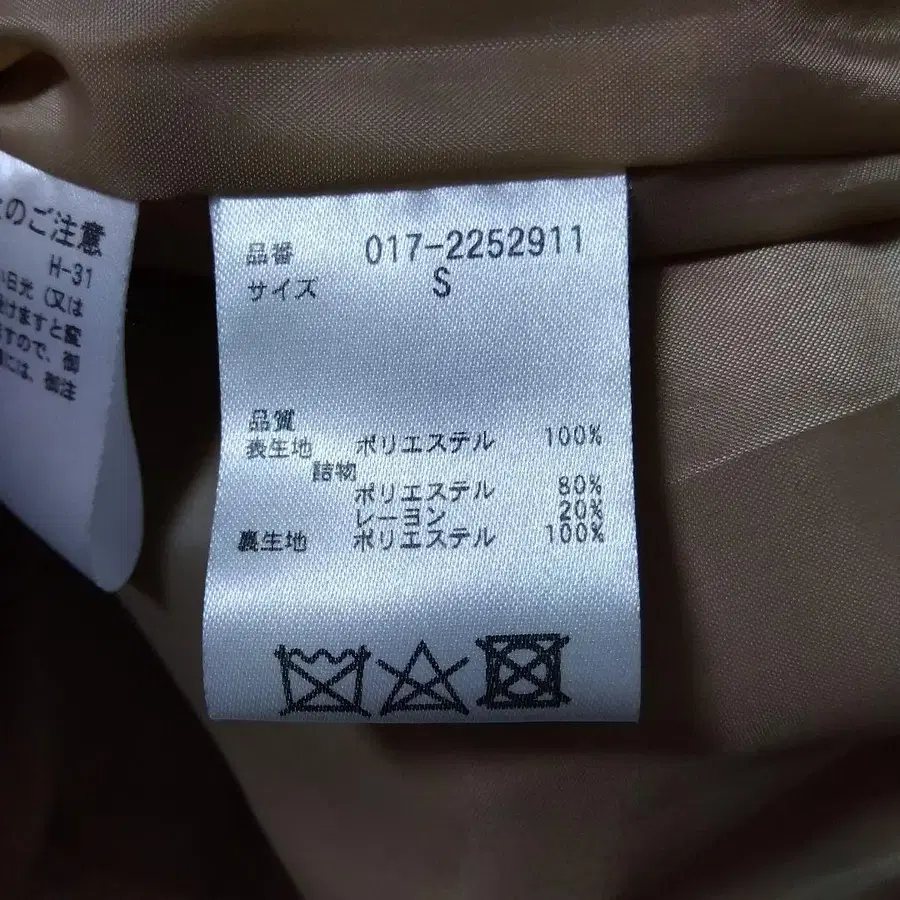 のご注意
H-31
日光（又は
けますと変
すので、御
には、御注
品番 017-2252911
サイズ S
品質
表生地 ポリエステル 100%
詰物
ポリエステル 80%
レーヨン 20%
裏生地 ポリエステル 100%